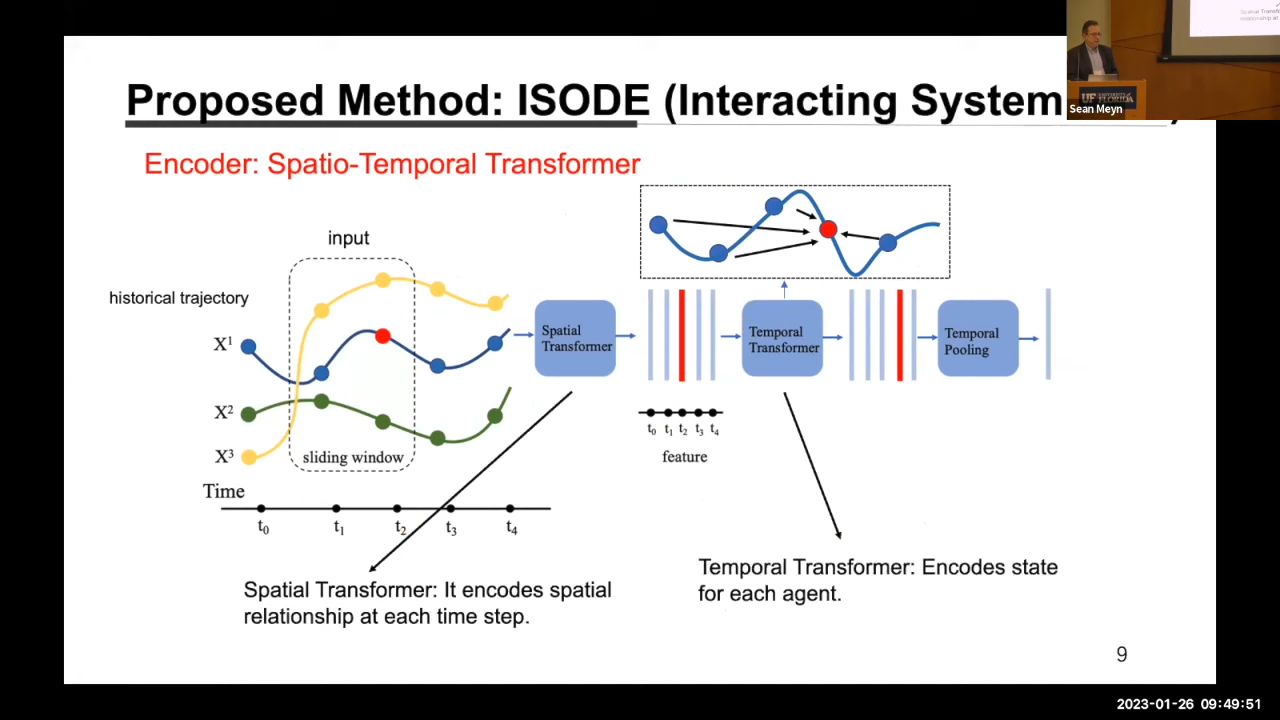 Proposed Method: ISODE (Interacting System
Encoder: Spatio-Temporal Transformer
input
historical trajectory
X¹
X²
X³
sliding window
Time
t₀ t₁ t₂ t₃ t₄
Spatial
Transformer
t₀ t₁ t₂ t₃ t₄
feature
Temporal
Transformer
Temporal
Pooling
Spatial Transformer: It encodes spatial
relationship at each time step.
Temporal Transformer: Encodes state
for each agent.
9
UF FLORIDA
Sean Meyn
2023-01-26 09:49:51